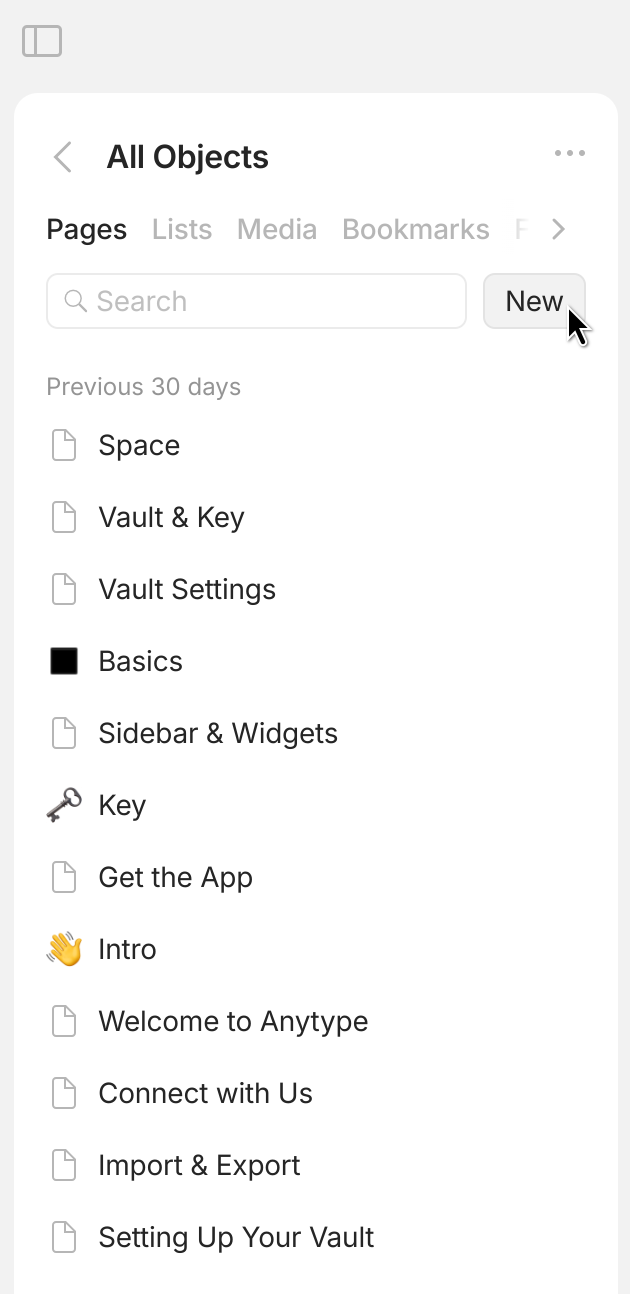 All Objects
Pages Lists Media Bookmarks
Search New
Previous 30 days
Space
Vault & Key
Vault Settings
Basics
Sidebar & Widgets
Key
Get the App
Intro
Welcome to Anytype
Connect with Us
Import & Export
Setting Up Your Vault